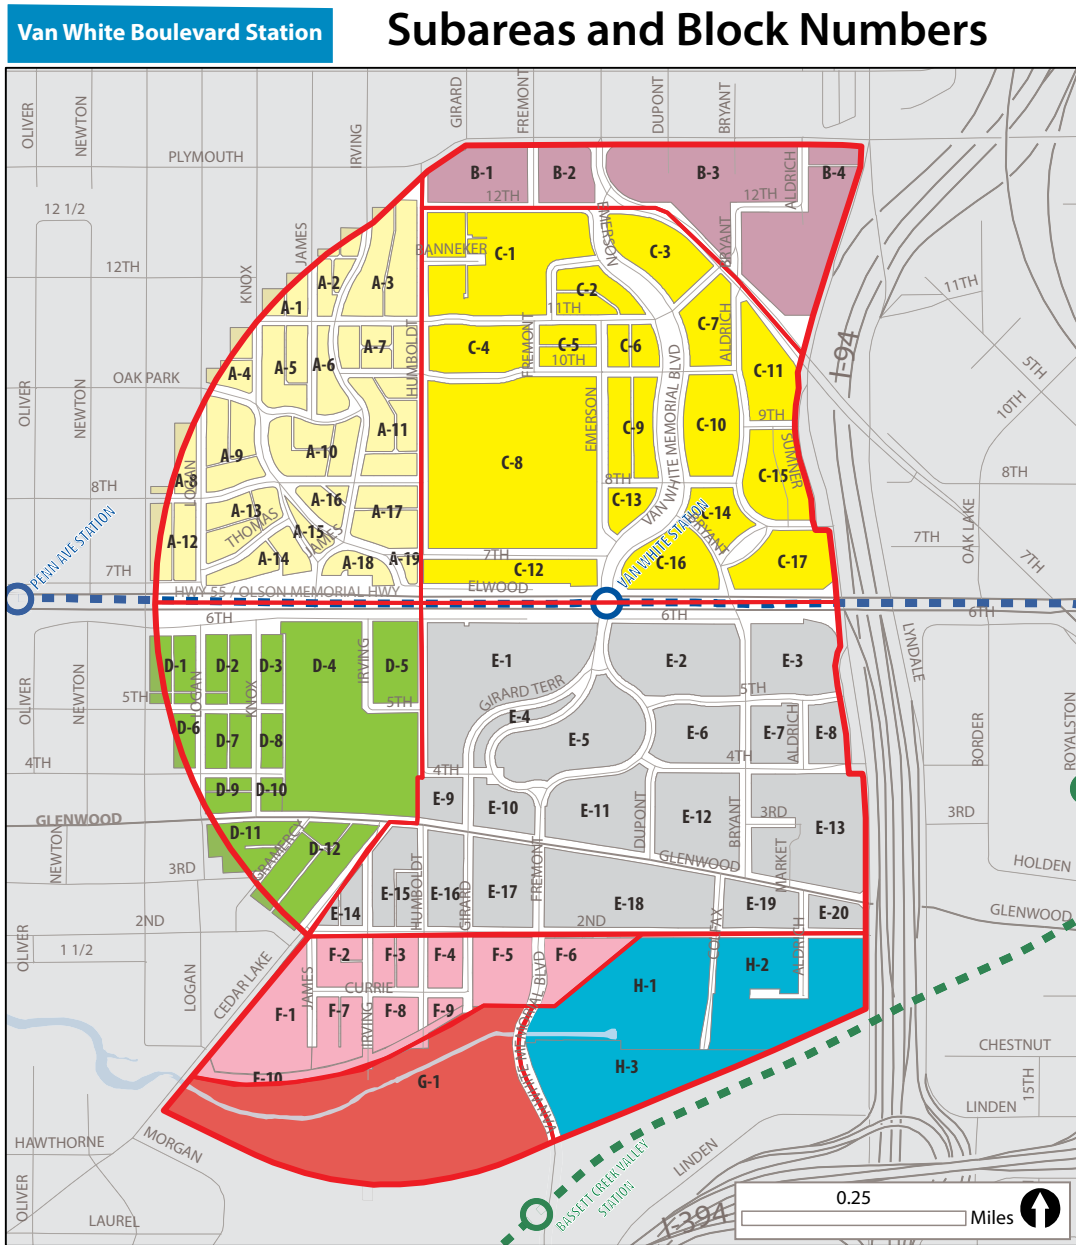 Van White Boulevard Station
Subareas and Block Numbers
OLIVER
NEWTON
PLYMOUTH
IRVING
GIRARD
FREMONT
DUPONT
BRYANT
ALDRICH
B-1
B-2
B-3
B-4
12TH
12TH
12 1/2
JAMES
EMERSON
BRYANT
BANNEKER
C-1
C-3
12TH
KNOX
A-2
A-3
11TH
A-1
C-2
11TH
HUMBOLDT
C-7
ALDRICH
I-94
A-7
C-4
FREMONT
C-5
C-6
10TH
VAN WHITE MEMORIAL BLVD
5TH
OAK PARK
A-4
A-5
A-6
C-11
10TH
OLIVER
NEWTON
A-11
EMERSON
C-9
C-10
9TH
A-9
A-10
C-8
SUMNER
8TH
A-8
LOGAN
8TH
C-15
8TH
A-16
C-13
A-13
A-17
C-14
BRYANT
OAK LAKE
THOMAS
A-15
JAMES
7TH
7TH
PENN AVE STATION
A-12
A-14
A-18
A-19
7TH
VAN WHITE STATION
C-16
C-17
7TH
C-12
HWY 55 / OLSON MEMORIAL HWY
ELWOOD
6TH
6TH
6TH
D-1
D-2
D-3
D-4
IRVING
D-5
E-1
E-2
E-3
LYNDALE
OLIVER
NEWTON
5TH
LOGAN
KNOX
5TH
GIRARD TERR
5TH
D-6
D-7
D-8
E-4
E-5
E-6
E-7
ALDRICH
E-8
BORDER
ROYALSTON
4TH
4TH
4TH
D-9
D-10
E-9
E-10
E-11
DUPONT
E-12
BRYANT
3RD
E-13
3RD
GLENWOOD
D-11
GRAMERCY
D-12
NEWTON
3RD
GLENWOOD
MARKET
HOLDEN
HUMBOLDT
GIRARD
FREMONT
E-15
E-16
E-17
E-18
E-19
E-20
E-14
2ND
2ND
GLENWOOD
OLIVER
1 1/2
COLFAX
ALDRICH
F-2
F-3
F-4
F-5
F-6
H-2
LOGAN
CEDAR LAKE
JAMES
CURRIE
H-1
F-1
F-7
IRVING
F-8
F-9
CHESTNUT
F-10
G-1
H-3
15TH
LINDEN
HAWTHORNE
MORGAN
LINDEN
OLIVER
BASSETT CREEK VALLEY
STATION
LAUREL
I-394
0.25
Miles